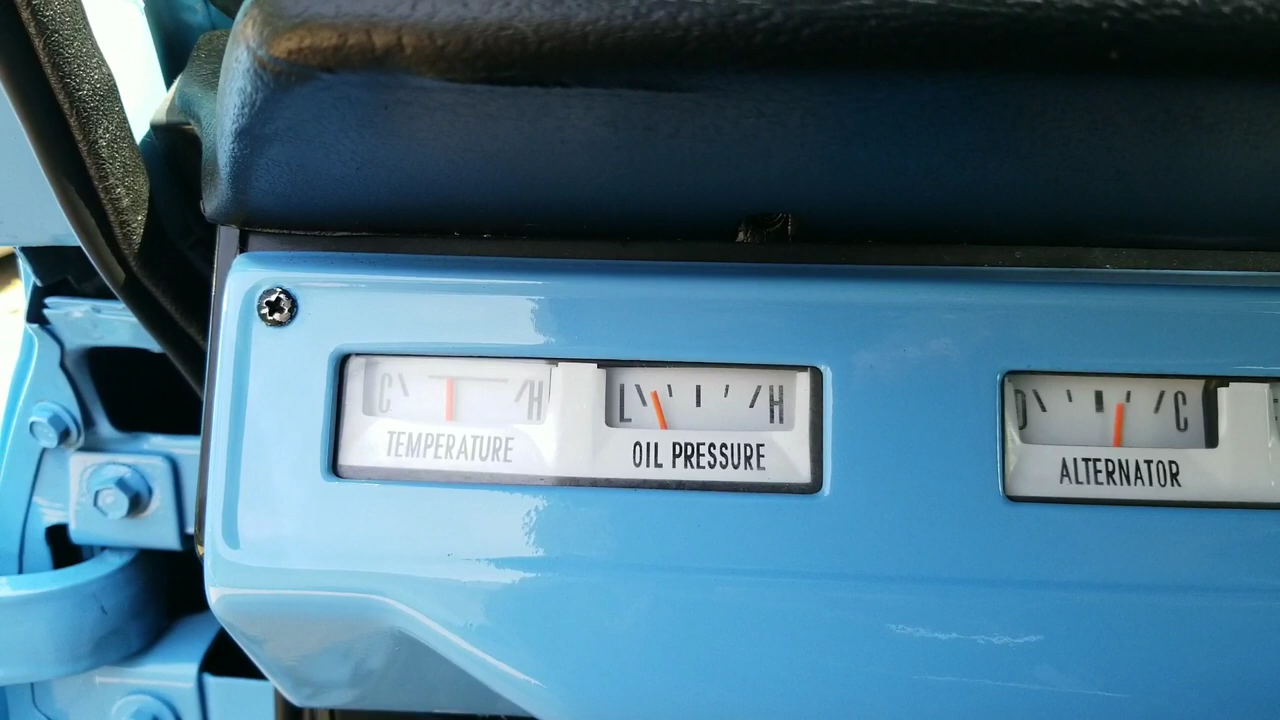 C H
TEMPERATURE
L H
OIL PRESSURE
D C
ALTERNATOR